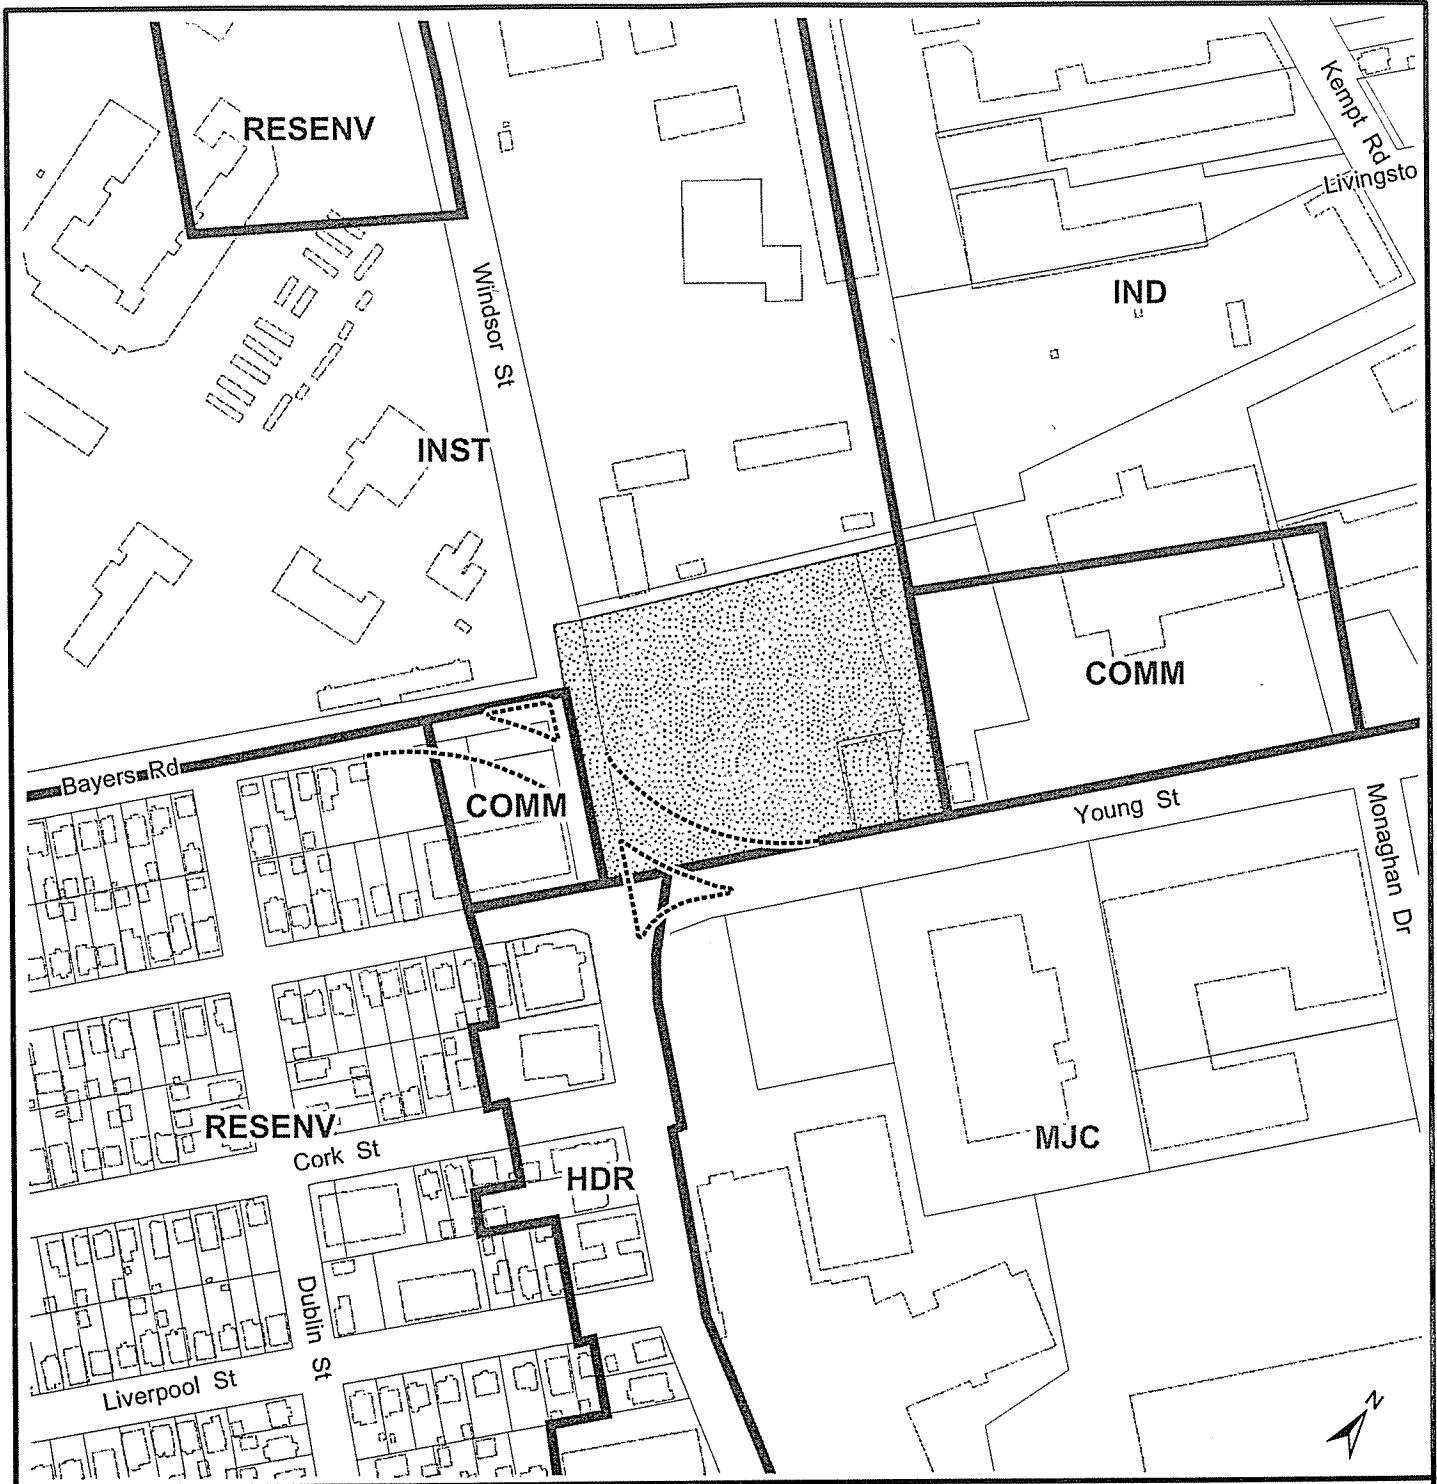 RESENV
Kempt Rd
Livingsto
Windsor St
IND
INST
COMM
Bayers Rd
COMM
Young St
Monaghan Dr
RESENV
Cork St
MJC
HDR
Dublin St
Liverpool St
N